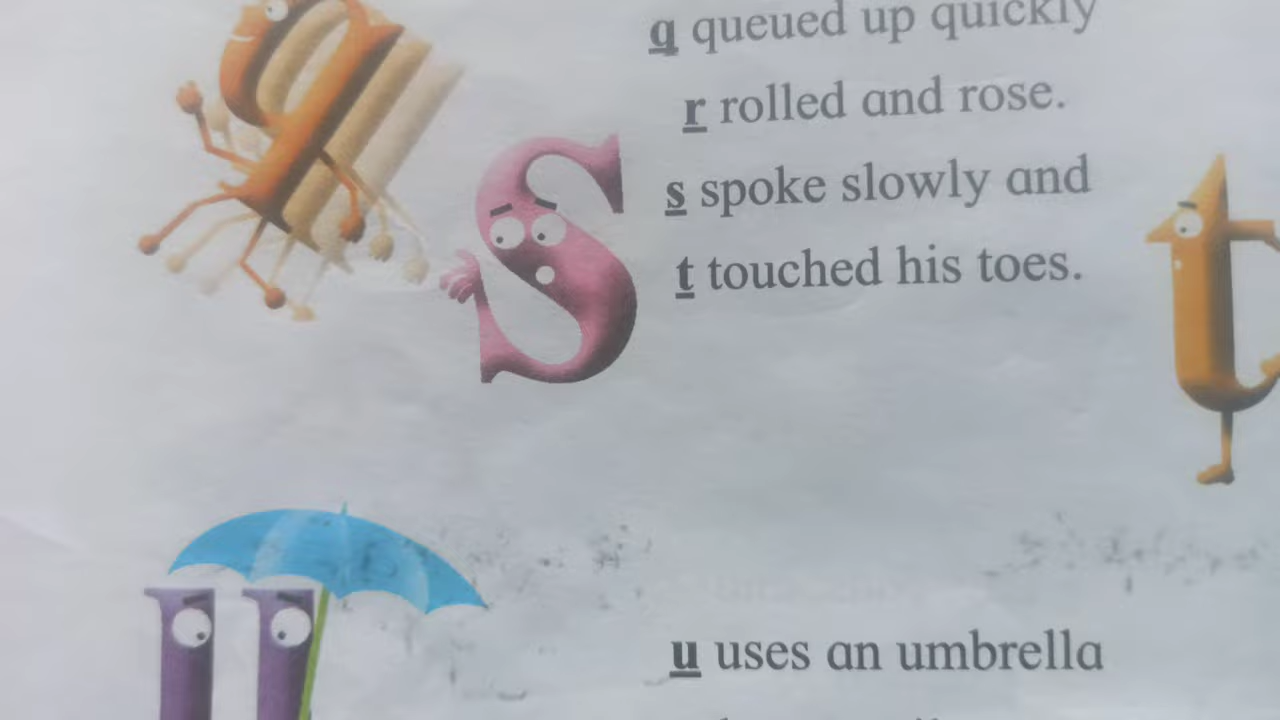 q queued up quickly
r rolled and rose.
s spoke slowly and
t touched his toes.
u uses an umbrella